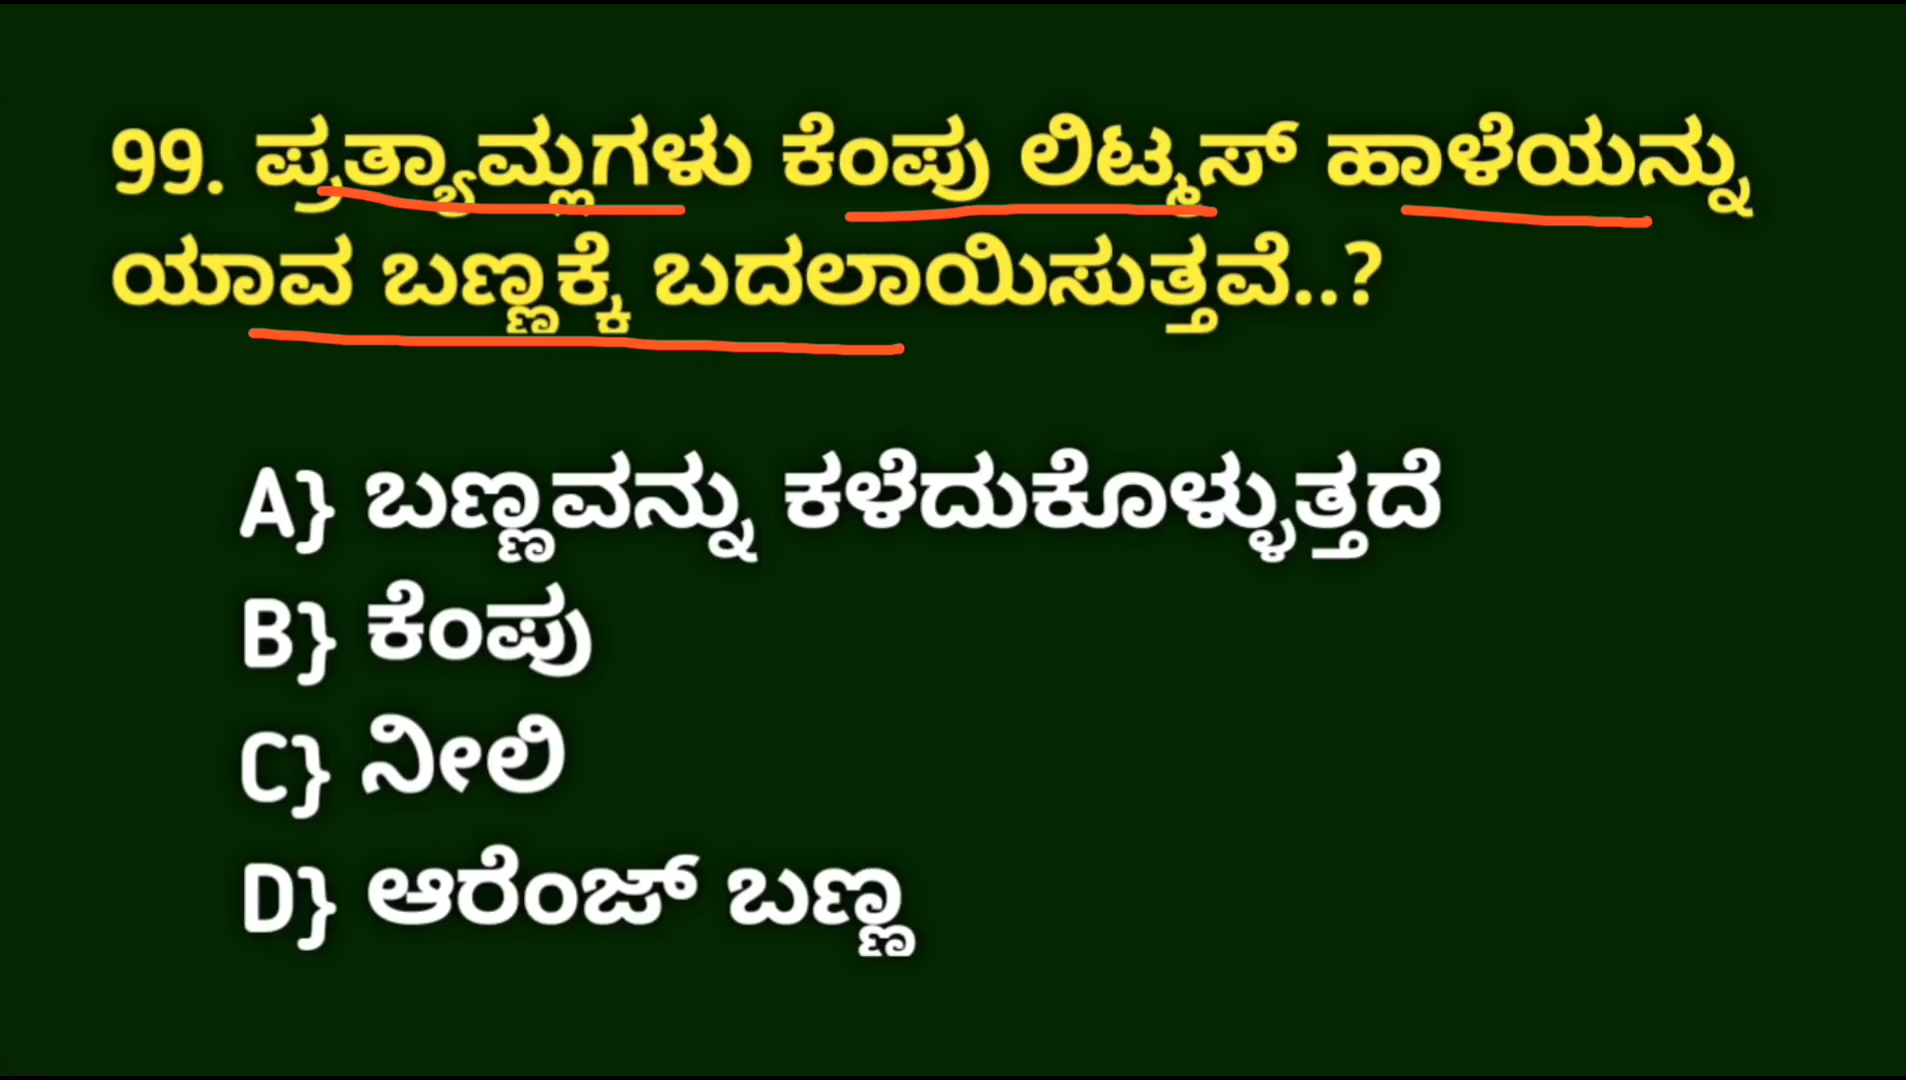 99. ಪ್ರತ್ಯಾಮ್ಲಗಳು ಕೆಂಪು ಲಿಟ್ಮಸ್ ಹಾಳೆಯನ್ನು
ಯಾವ ಬಣ್ಣಕ್ಕೆ ಬದಲಾಯಿಸುತ್ತವೆ..?
A} ಬಣ್ಣವನ್ನು ಕಳೆದುಕೊಳ್ಳುತ್ತದೆ
B} ಕೆಂಪು
C} ನೀಲಿ
D} ಆರೆಂಜ್ ಬಣ್ಣ